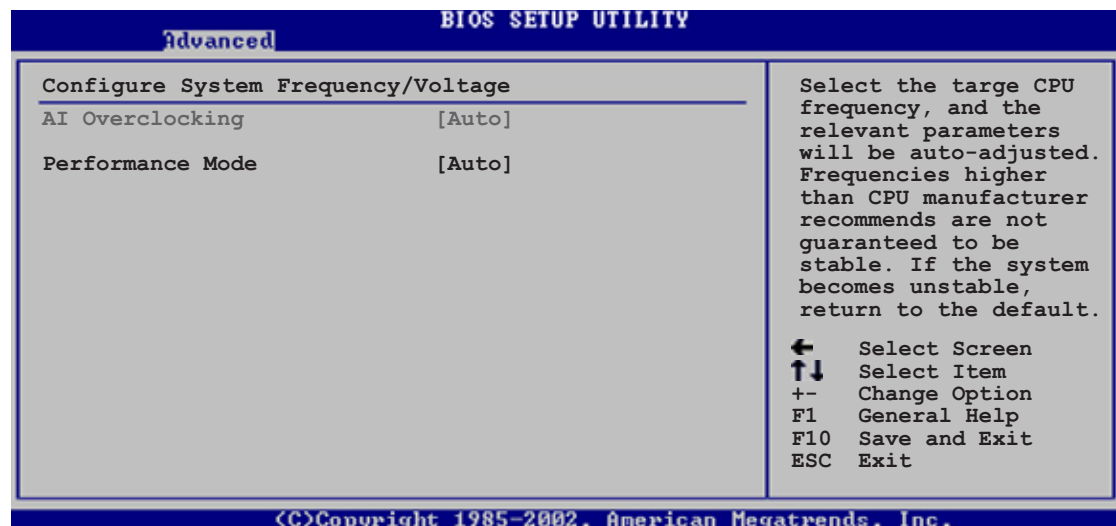 BIOS SETUP UTILITY
Advanced
Configure System Frequency/Voltage
AI Overclocking [Auto]
Performance Mode [Auto]
Select the targe CPU
frequency, and the
relevant parameters
will be auto-adjusted.
Frequencies higher
than CPU manufacturer
recommends are not
guaranteed to be
stable. If the system
becomes unstable,
return to the default.
← Select Screen
↑↓ Select Item
+- Change Option
F1 General Help
F10 Save and Exit
ESC Exit
(C)Copyright 1985-2002, American Megatrends, Inc.